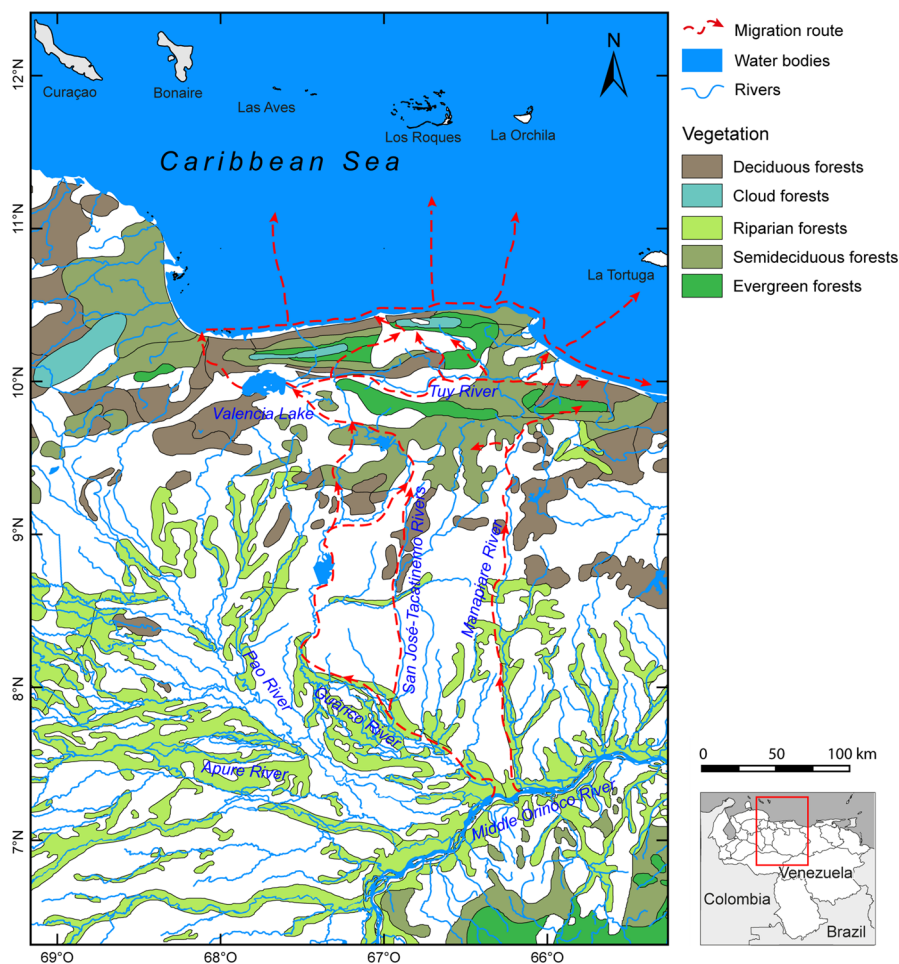 N
Curaçao
Bonaire
Las Aves
Los Roques
La Orchila
Caribbean Sea
La Tortuga
Valencia Lake
Tuy River
San José-Tacatinemo Rivers
Manapiare River
Pao River
Guárico River
Apure River
Middle Orinoco River
12°N
11°N
10°N
9°N
8°N
7°N
69°O
68°O
67°O
66°O
Migration route
Water bodies
Rivers
Vegetation
Deciduous forests
Cloud forests
Riparian forests
Semideciduous forests
Evergreen forests
0 50 100 km
Venezuela
Colombia
Brazil